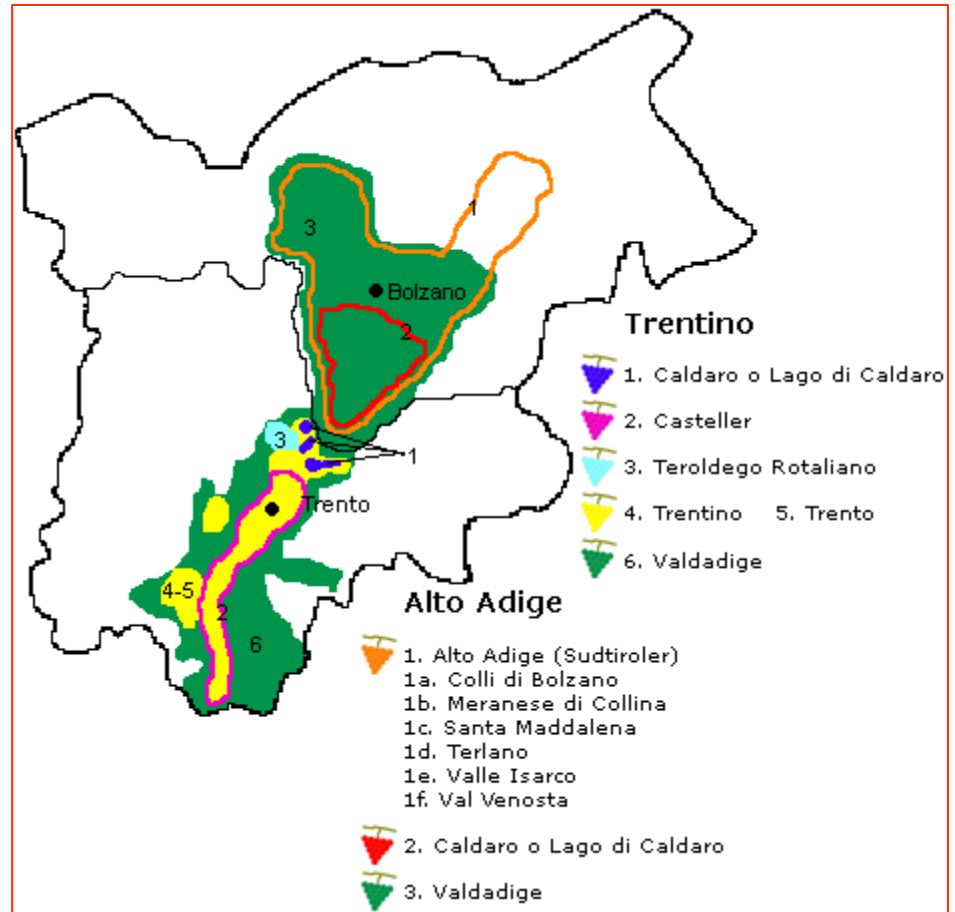 1
3
Bolzano
2
Trentino
1. Caldaro o Lago di Caldaro
2. Casteller
3. Teroldego Rotaliano
4. Trentino 5. Trento
6. Valdadige
3
1
Trento
4-5
2
6
Alto Adige
1. Alto Adige (Sudtiroler)
1a. Colli di Bolzano
1b. Meranese di Collina
1c. Santa Maddalena
1d. Terlano
1e. Valle Isarco
1f. Val Venosta
2. Caldaro o Lago di Caldaro
3. Valdadige